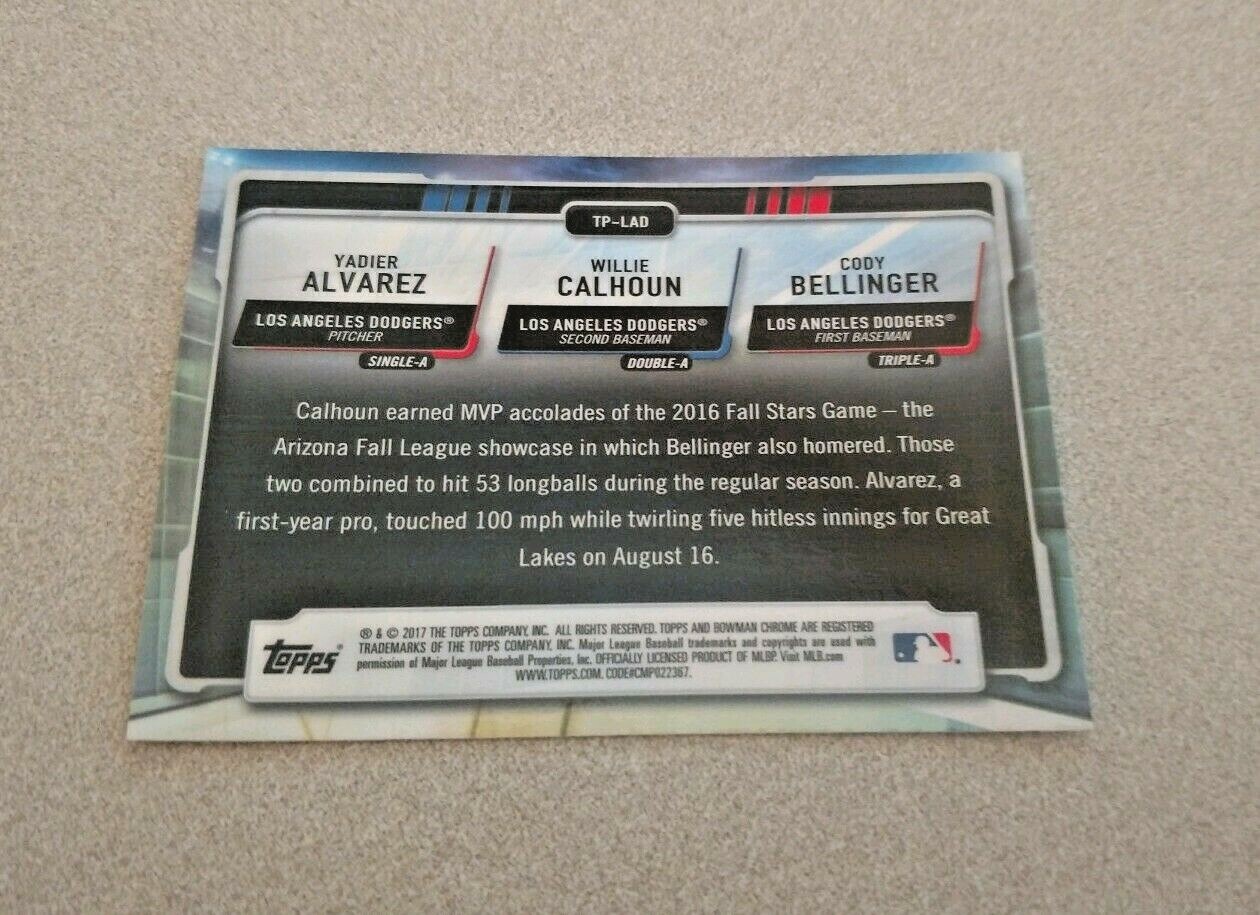 TP-LAD
YADIER
ALVAREZ
LOS ANGELES DODGERS®
PITCHER
SINGLE-A
WILLIE
CALHOUN
LOS ANGELES DODGERS®
SECOND BASEMAN
DOUBLE-A
CODY
BELLINGER
LOS ANGELES DODGERS®
FIRST BASEMAN
TRIPLE-A
Calhoun earned MVP accolades of the 2016 Fall Stars Game – the
Arizona Fall League showcase in which Bellinger also homered. Those
two combined to hit 53 longballs during the regular season. Alvarez, a
first-year pro, touched 100 mph while twirling five hitless innings for Great
Lakes on August 16.
topps®
® & © 2017 THE TOPPS COMPANY, INC. ALL RIGHTS RESERVED. TOPPS AND BOWMAN CHROME ARE REGISTERED
TRADEMARKS OF THE TOPPS COMPANY, INC. Major League Baseball trademarks and copyrights are used with
permission of Major League Baseball Properties, Inc. OFFICIALLY LICENSED PRODUCT OF MLBP. Visit MLB.com
WWW.TOPPS.COM. CODE#CMP022367.